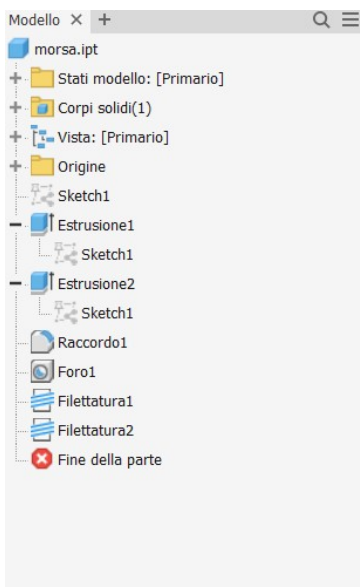 Modello
morsa.ipt
Stati modello: [Primario]
Corpi solidi(1)
Vista: [Primario]
Origine
Sketch1
Estrusione1
Sketch1
Estrusione2
Sketch1
Raccordo1
Foro1
Filettatura1
Filettatura2
Fine della parte